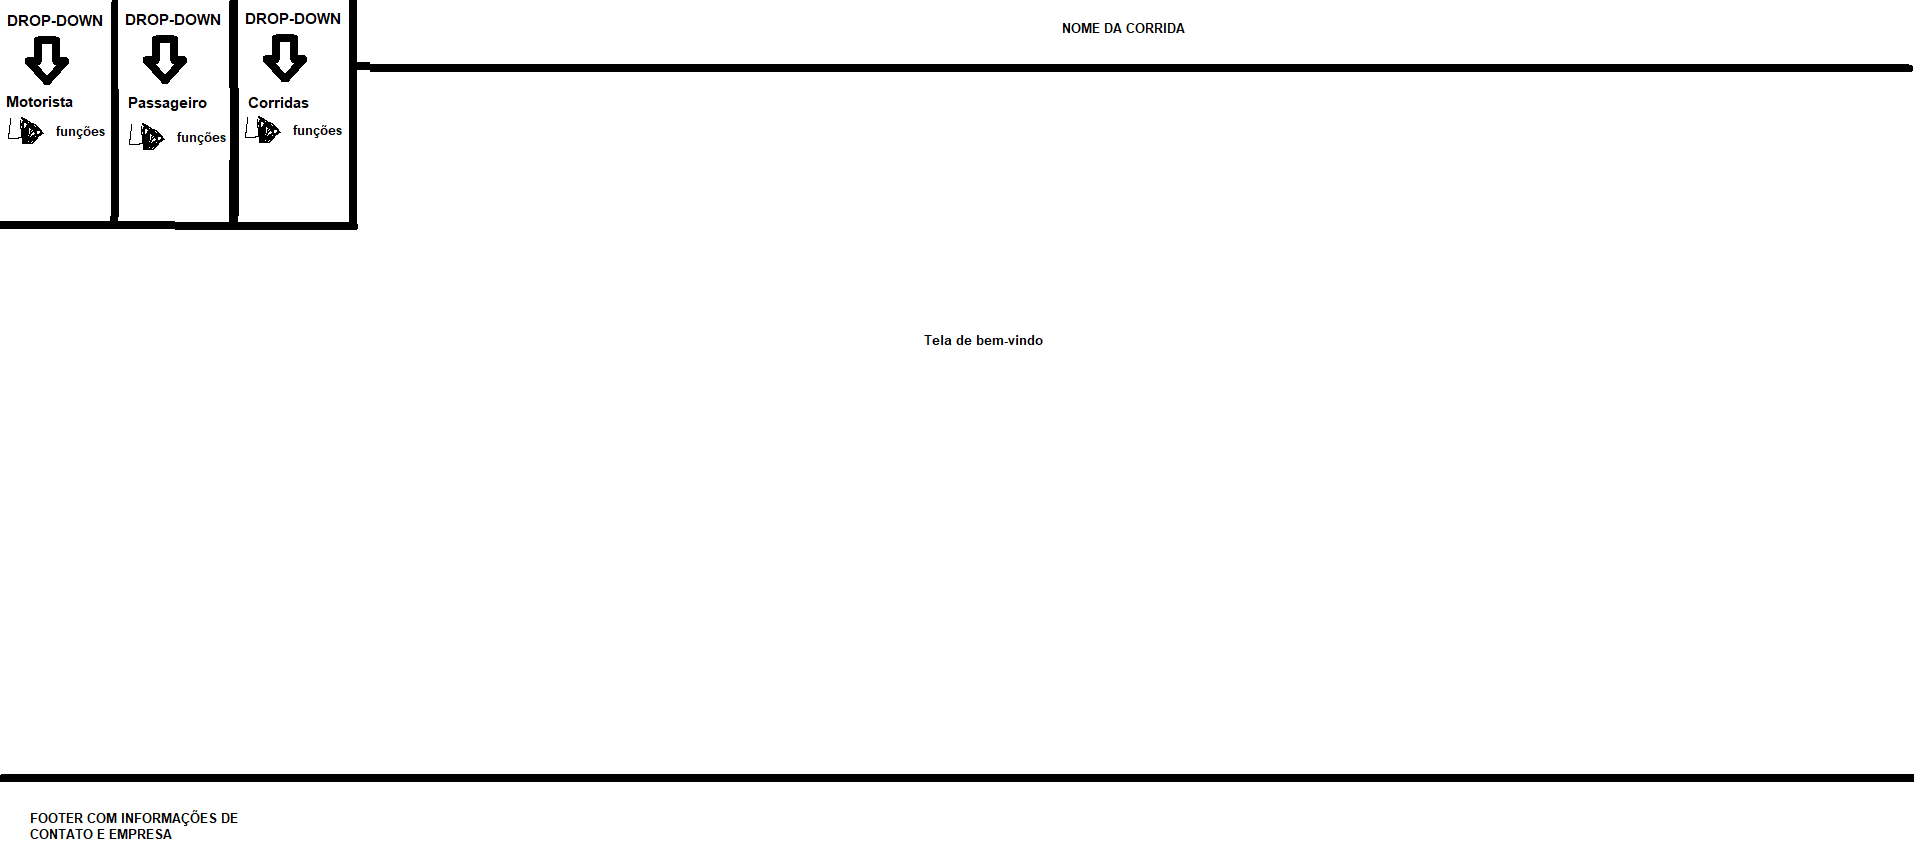 DROP-DOWN
DROP-DOWN
DROP-DOWN
NOME DA CORRIDA
Motorista
funções
Passageiro
funções
Corridas
funções
Tela de bem-vindo
FOOTER COM INFORMAÇÕES DE
CONTATO E EMPRESA